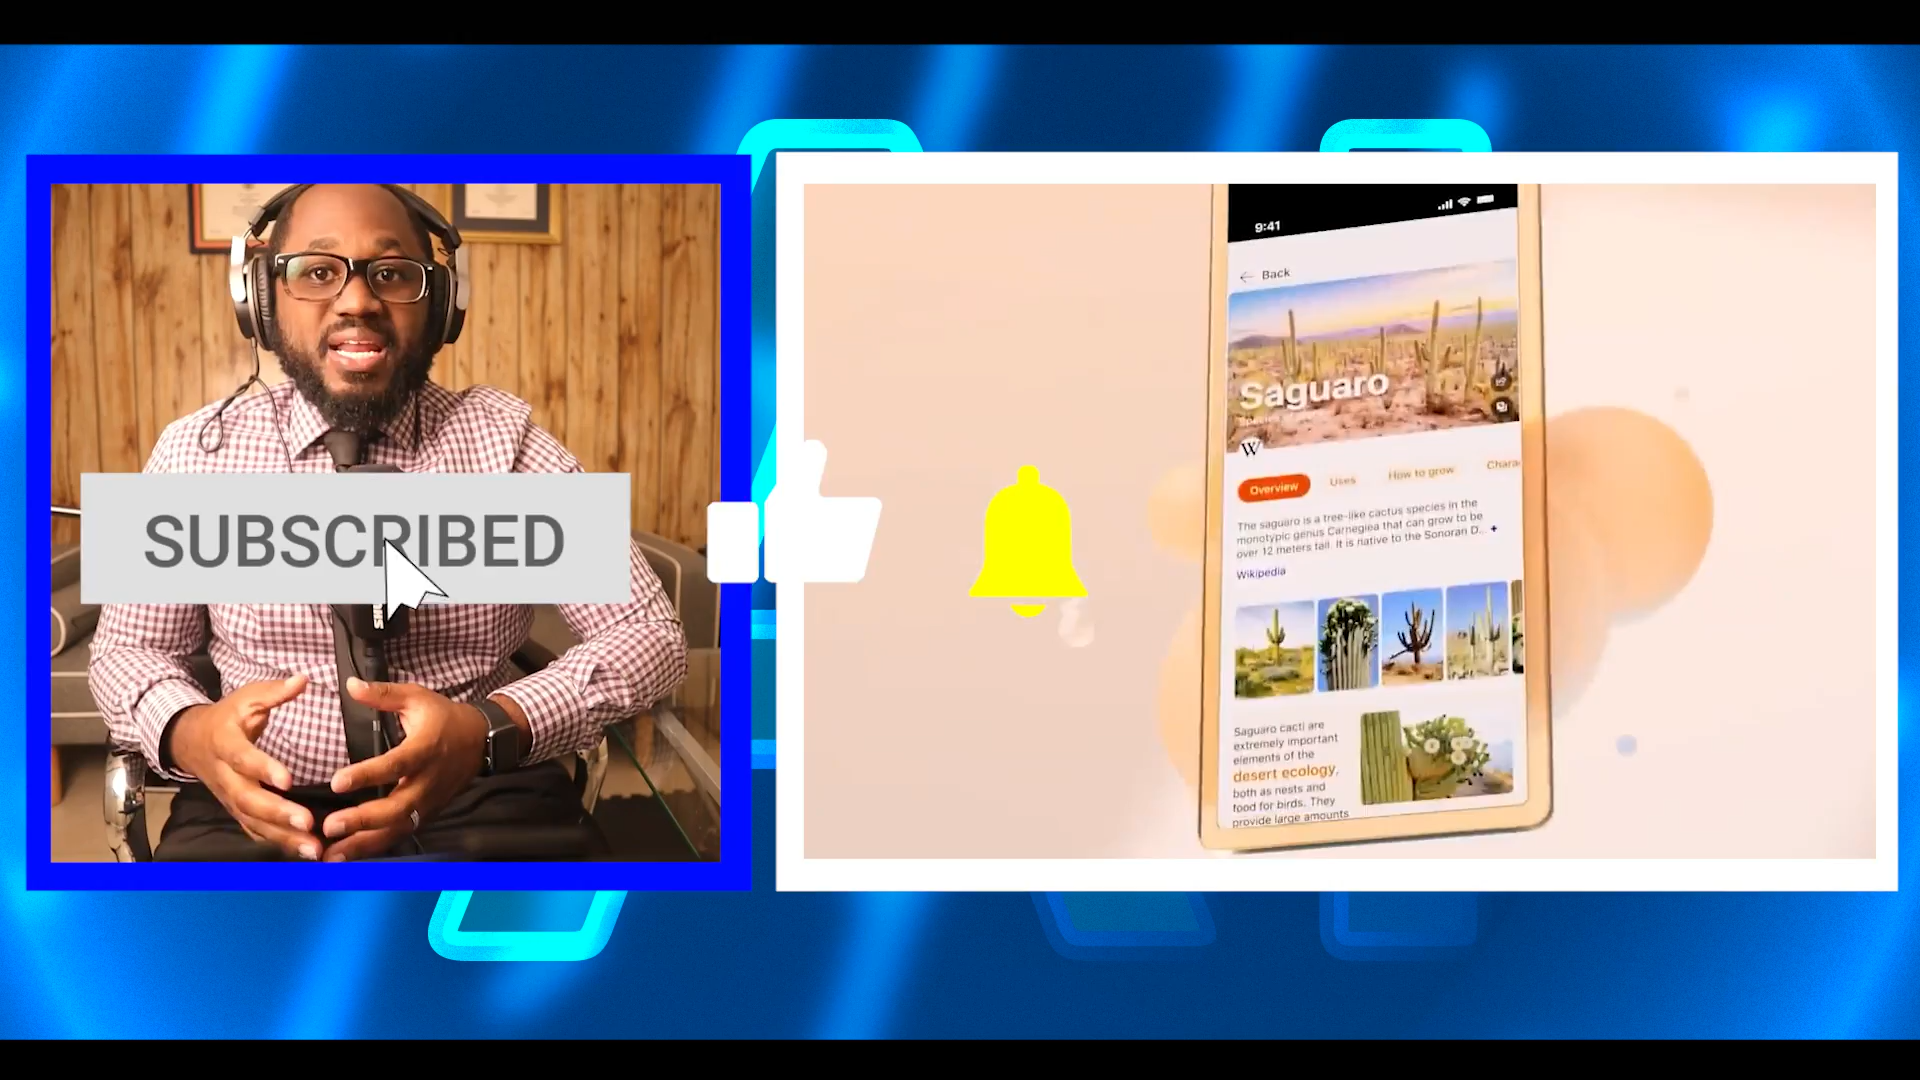 SUBSCRIBED
9:41
Back
Saguaro
W
Overview Uses How to grow Chara
The saguaro is a tree-like cactus species in the
monotypic genus Carnegiea that can grow to be
over 12 meters tall. It is native to the Sonoran D...
Wikipedia
Saguaro cacti are
extremely important
elements of the
desert ecology,
both as nests and
food for birds. They
provide large amounts